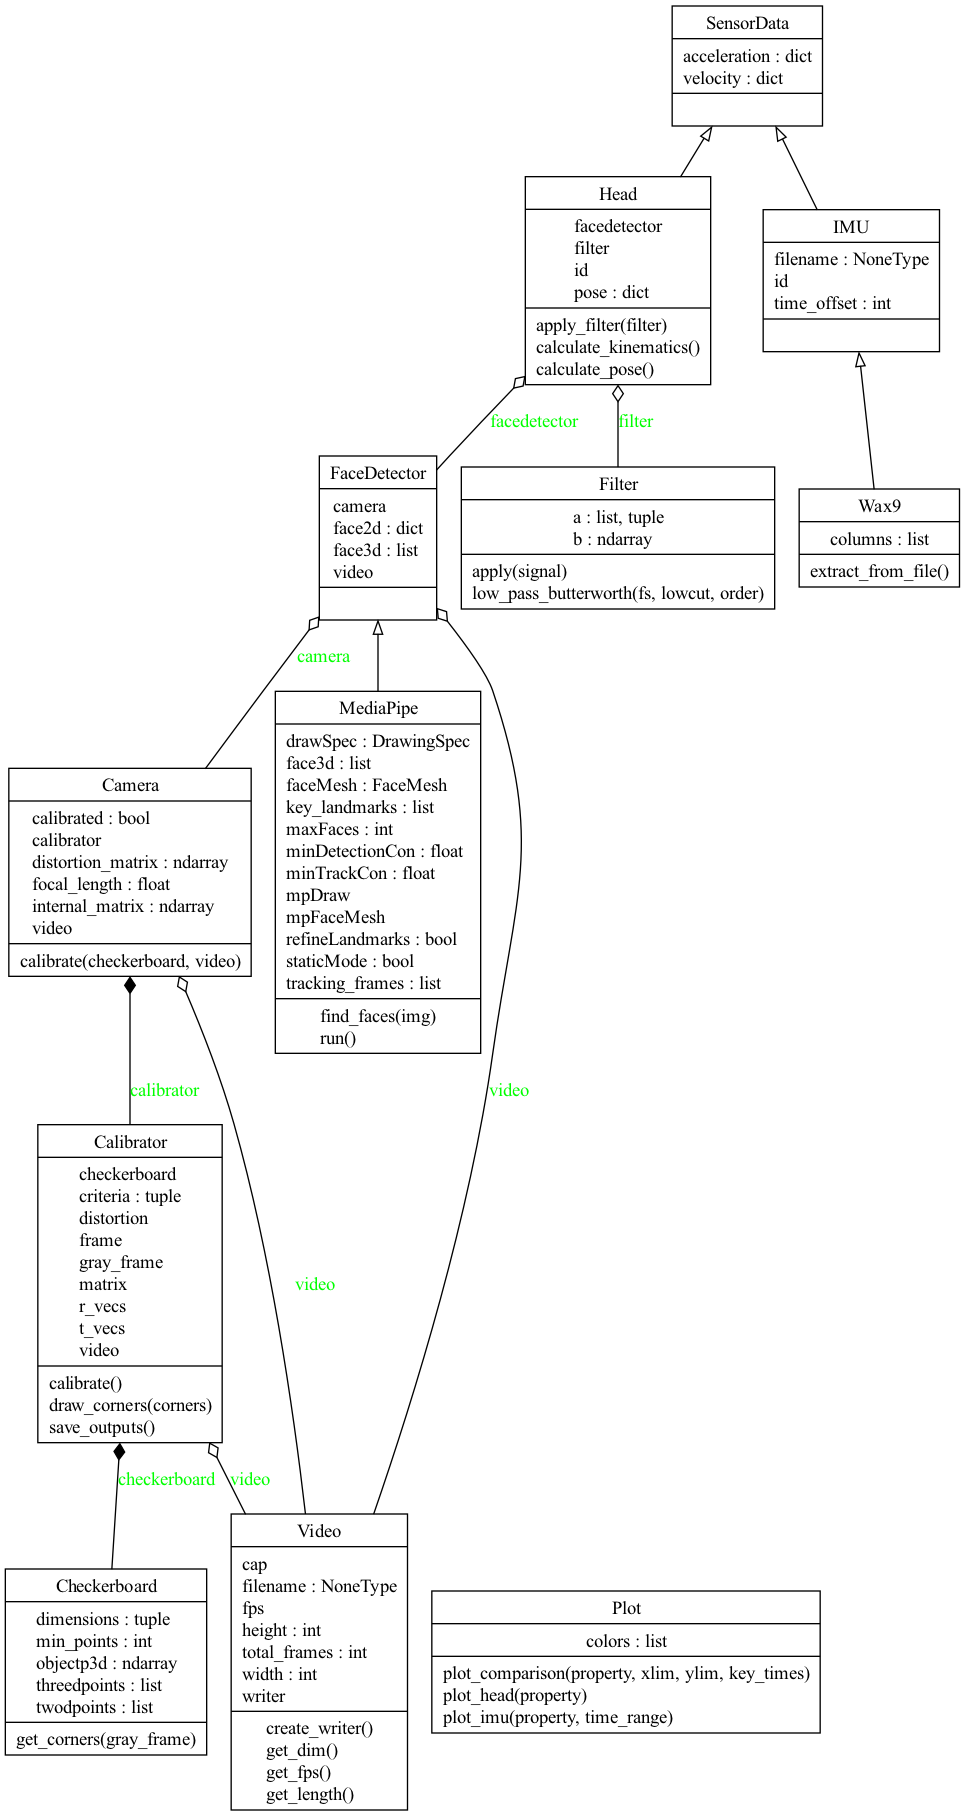 SensorData
acceleration : dict
velocity : dict
Head
facedetector
filter
id
pose : dict
apply_filter(filter)
calculate_kinematics()
calculate_pose()
IMU
filename : NoneType
id
time_offset : int
facedetector
filter
FaceDetector
camera
face2d : dict
face3d : list
video
Filter
a : list, tuple
b : ndarray
apply(signal)
low_pass_butterworth(fs, lowcut, order)
Wax9
columns : list
extract_from_file()
camera
MediaPipe
drawSpec : DrawingSpec
face3d : list
faceMesh : FaceMesh
key_landmarks : list
maxFaces : int
minDetectionCon : float
minTrackCon : float
mpDraw
mpFaceMesh
refineLandmarks : bool
staticMode : bool
tracking_frames : list
find_faces(img)
run()
Camera
calibrated : bool
calibrator
distortion_matrix : ndarray
focal_length : float
internal_matrix : ndarray
video
calibrate(checkerboard, video)
calibrator
video
Calibrator
checkerboard
criteria : tuple
distortion
frame
gray_frame
matrix
r_vecs
t_vecs
video
calibrate()
draw_corners(corners)
save_outputs()
video
checkerboard
video
Checkerboard
dimensions : tuple
min_points : int
objectp3d : ndarray
threedpoints : list
twodpoints : list
get_corners(gray_frame)
Video
cap
filename : NoneType
fps
height : int
total_frames : int
width : int
writer
create_writer()
get_dim()
get_fps()
get_length()
Plot
colors : list
plot_comparison(property, xlim, ylim, key_times)
plot_head(property)
plot_imu(property, time_range)